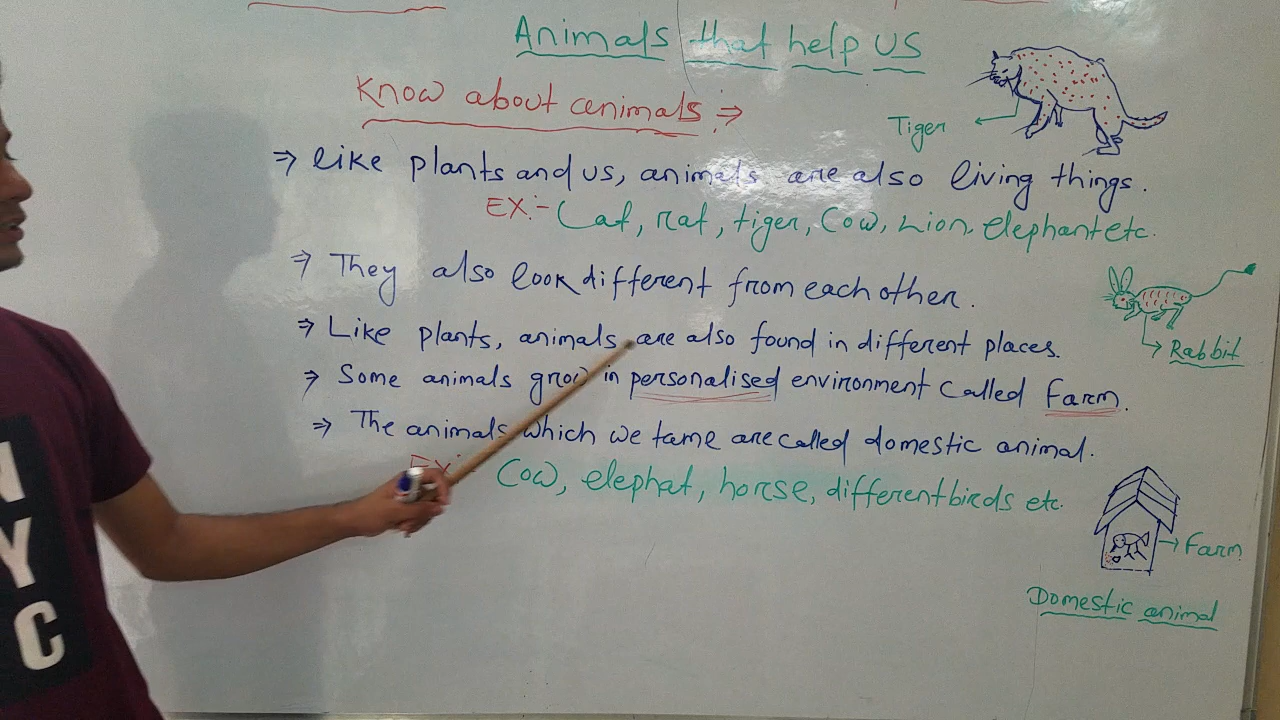 Animals that help us
Know about animals :⇒
Tiger
⇒ Like plants and us, animals are also living things.
EX:- Cat, rat, tiger, Cow, Lion, elephant etc.
⇒ They also look different from each other.
⇒ Like plants, animals are also found in different places.
Rabbit
⇒ Some animals grow in personalised environment called farm.
⇒ The animals which we tame are called domestic animal.
Ex:
Cow, elephat, horse, different birds etc.
Farm
Domestic animal
N
Y
C